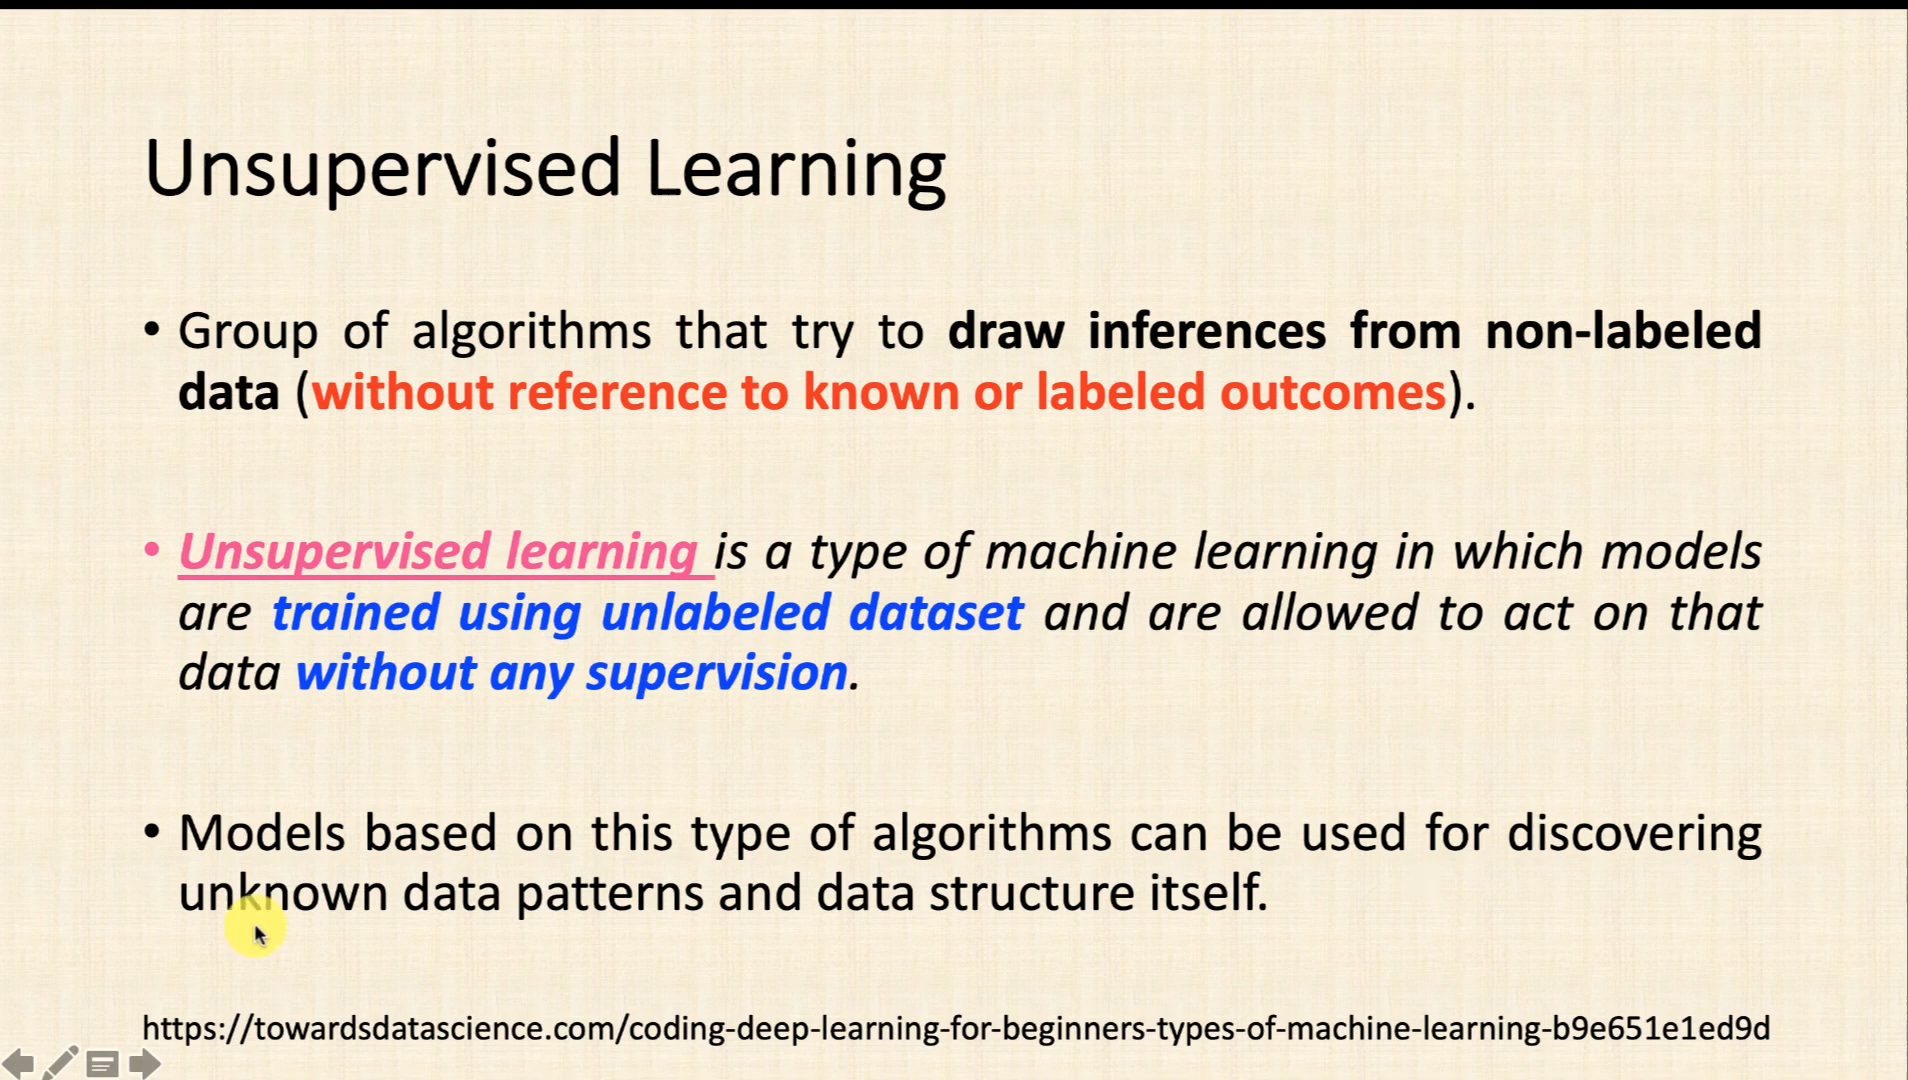 Unsupervised Learning
• Group of algorithms that try to draw inferences from non-labeled
data (without reference to known or labeled outcomes).
• Unsupervised learning is a type of machine learning in which models
are trained using unlabeled dataset and are allowed to act on that
data without any supervision.
• Models based on this type of algorithms can be used for discovering
unknown data patterns and data structure itself.
https://towardsdatascience.com/coding-deep-learning-for-beginners-types-of-machine-learning-b9e651e1ed9d